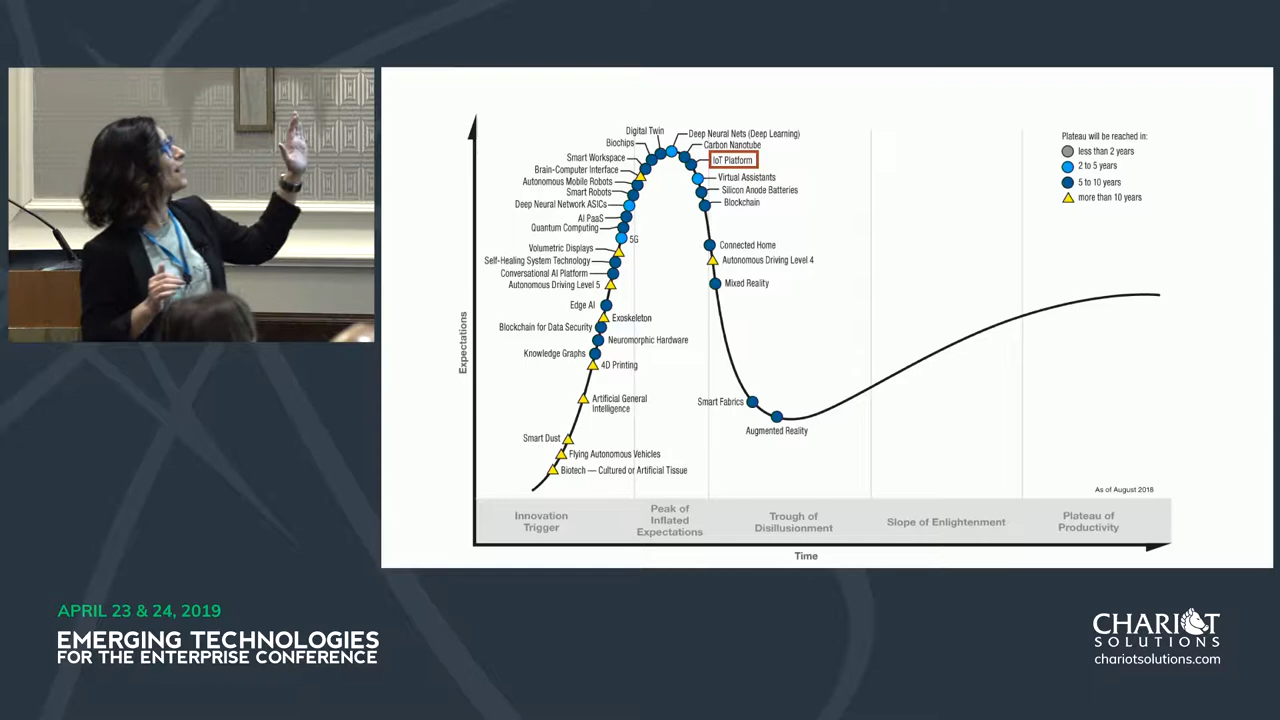 Digital Twin
Deep Neural Nets (Deep Learning)
Biochips
Carbon Nanotube
Smart Workspace
IoT Platform
Brain-Computer Interface
Virtual Assistants
Autonomous Mobile Robots
Smart Robots
Silicon Anode Batteries
Deep Neural Network ASICs
Blockchain
AI PaaS
Quantum Computing
5G
Connected Home
Volumetric Displays
Self-Healing System Technology
Autonomous Driving Level 4
Conversational AI Platform
Autonomous Driving Level 5
Mixed Reality
Edge AI
Exoskeleton
Blockchain for Data Security
Neuromorphic Hardware
Knowledge Graphs
4D Printing
Artificial General
Intelligence
Smart Fabrics
Augmented Reality
Smart Dust
Flying Autonomous Vehicles
Biotech — Cultured or Artificial Tissue
Plateau will be reached in:
less than 2 years
2 to 5 years
5 to 10 years
more than 10 years
Expectations
As of August 2018
Innovation
Trigger
Peak of
Inflated
Expectations
Trough of
Disillusionment
Slope of Enlightenment
Plateau of
Productivity
Time
APRIL 23 & 24, 2019
EMERGING TECHNOLOGIES
FOR THE ENTERPRISE CONFERENCE
CHARIOT
SOLUTIONS
chariotsolutions.com